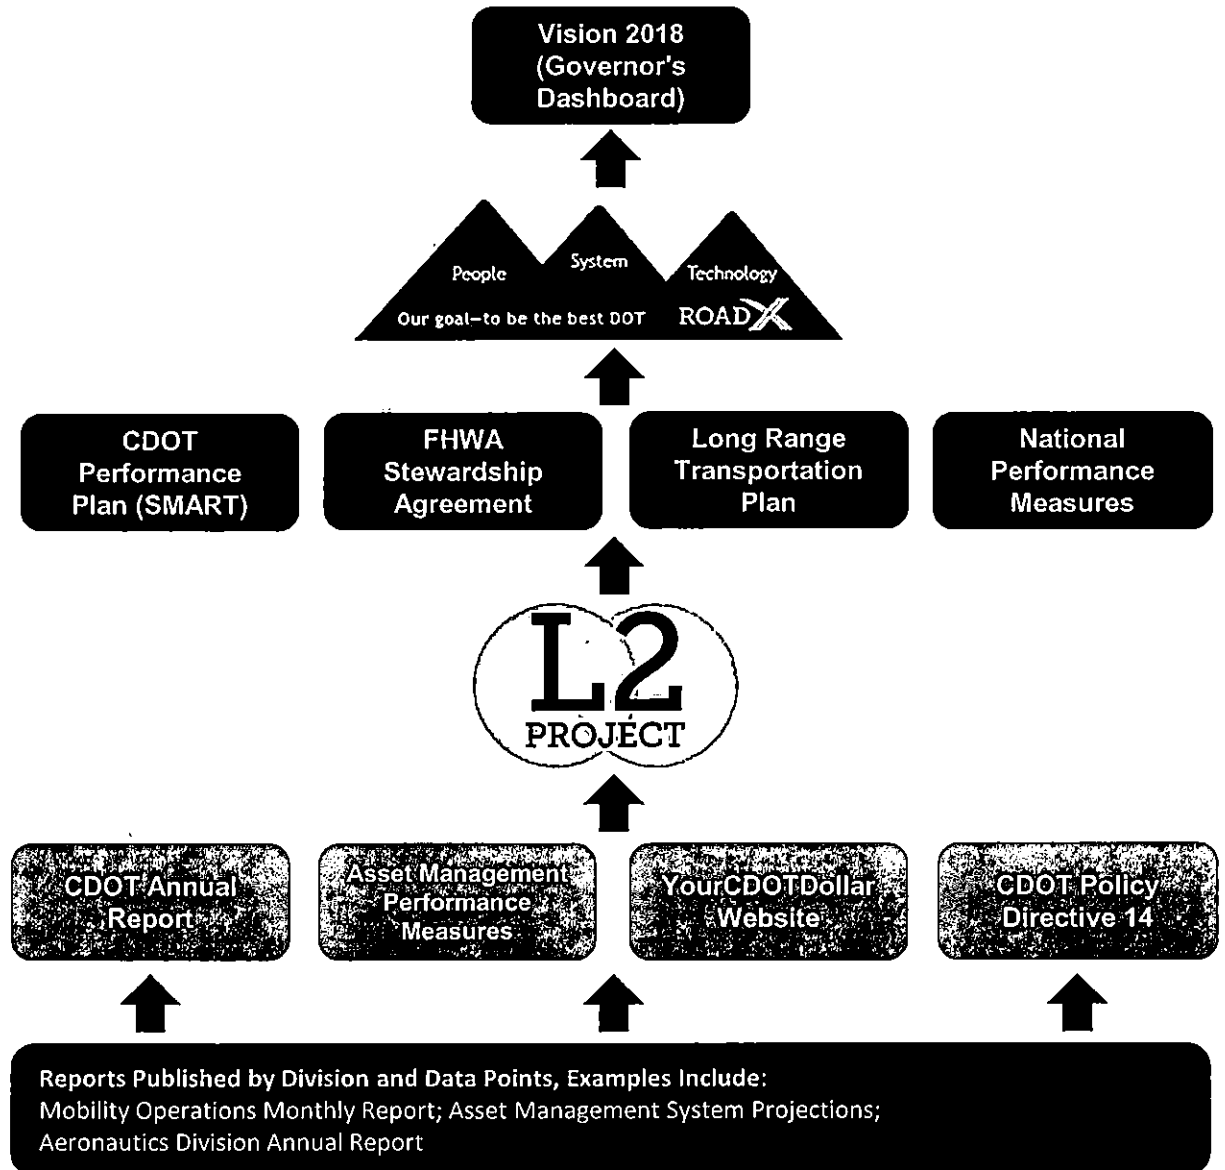 Vision 2018
(Governor's
Dashboard)
People
System
Technology
Our goal—to be the best DOT
ROADX
CDOT
Performance
Plan (SMART)
FHWA
Stewardship
Agreement
Long Range
Transportation
Plan
National
Performance
Measures
L2
PROJECT
CDOT Annual
Report
Asset Management
Performance
Measures
YourCDOTDollar
Website
CDOT Policy
Directive 14
Reports Published by Division and Data Points, Examples Include:
Mobility Operations Monthly Report; Asset Management System Projections;
Aeronautics Division Annual Report